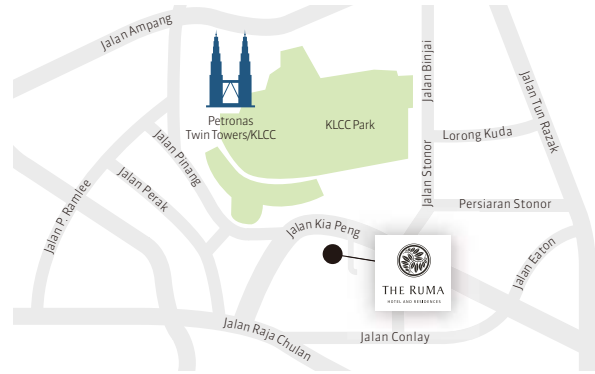 Jalan Ampang
Jalan Binjai
Jalan Tun Razak
Petronas
Twin Towers/KLCC
KLCC Park
Lorong Kuda
Jalan Pinang
Jalan Perak
Jalan Stonor
Jalan P. Ramlee
Persiaran Stonor
Jalan Kia Peng
Jalan Eaton
THE RUMA
HOTEL AND RESIDENCES
Jalan Raja Chulan
Jalan Conlay